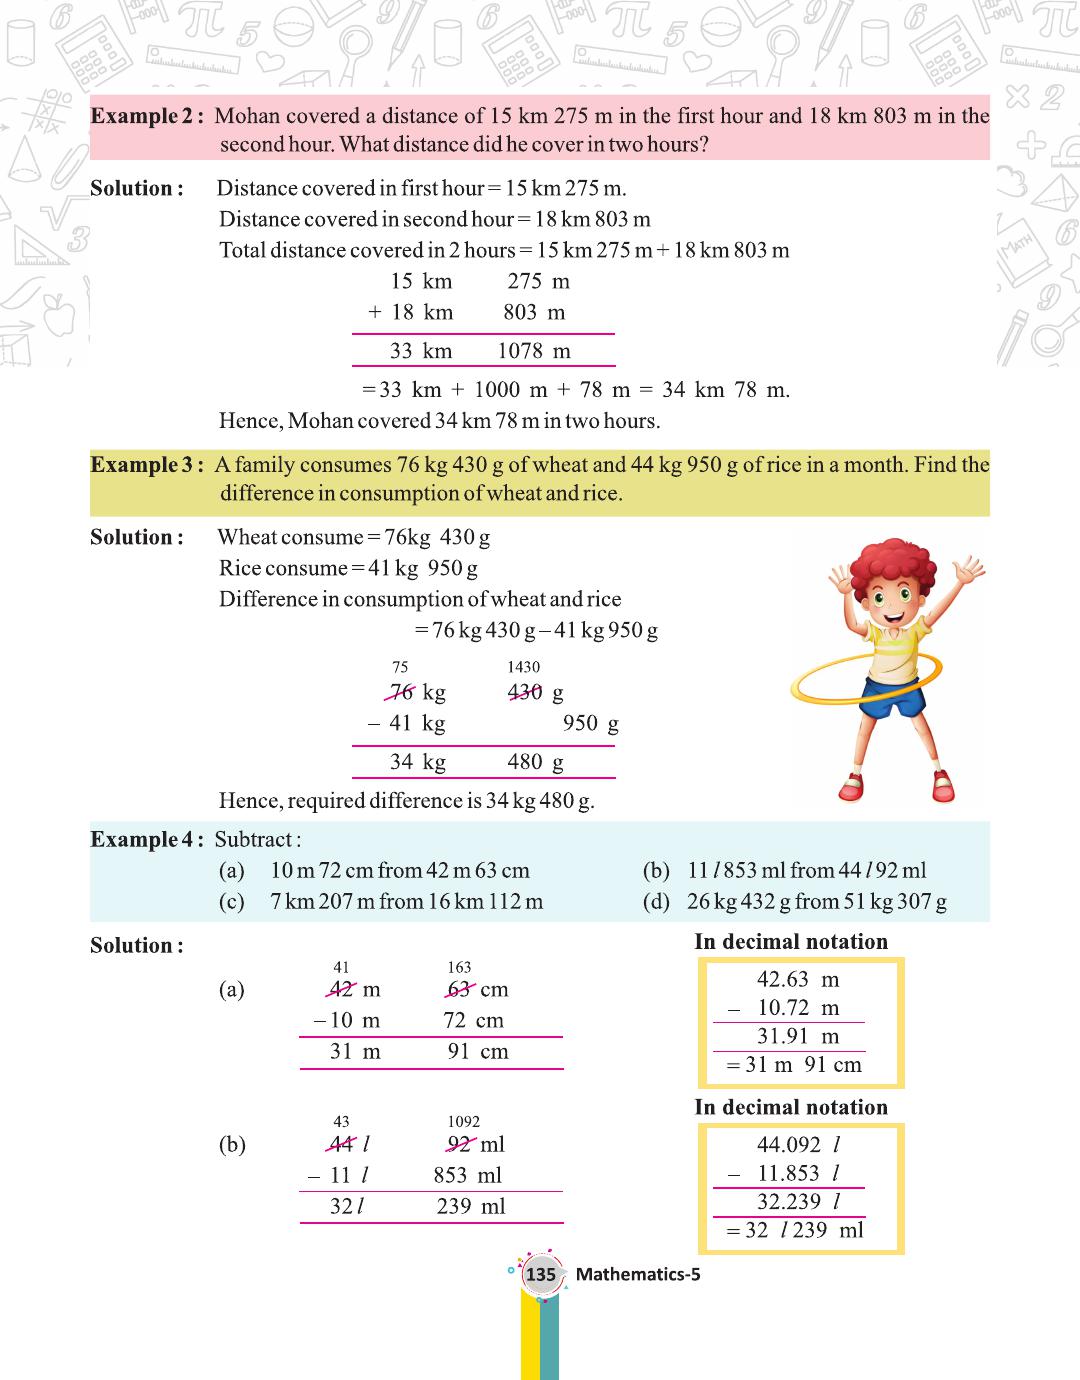 Example 2 : Mohan covered a distance of 15 km 275 m in the first hour and 18 km 803 m in the
second hour. What distance did he cover in two hours?
Solution : Distance covered in first hour = 15 km 275 m.
Distance covered in second hour = 18 km 803 m
Total distance covered in 2 hours = 15 km 275 m + 18 km 803 m
15 km 275 m
+ 18 km 803 m
33 km 1078 m
= 33 km + 1000 m + 78 m = 34 km 78 m.
Hence, Mohan covered 34 km 78 m in two hours.
Example 3 : A family consumes 76 kg 430 g of wheat and 44 kg 950 g of rice in a month. Find the
difference in consumption of wheat and rice.
Solution : Wheat consume = 76kg 430 g
Rice consume = 41 kg 950 g
Difference in consumption of wheat and rice
= 76 kg 430 g – 41 kg 950 g
75 1430
76 kg 430 g
– 41 kg 950 g
34 kg 480 g
Hence, required difference is 34 kg 480 g.
Example 4 : Subtract :
(a) 10 m 72 cm from 42 m 63 cm (b) 11 l 853 ml from 44 l 92 ml
(c) 7 km 207 m from 16 km 112 m (d) 26 kg 432 g from 51 kg 307 g
Solution :
In decimal notation
41 163
(a) 42 m 63 cm
– 10 m 72 cm
31 m 91 cm
42.63 m
– 10.72 m
31.91 m
= 31 m 91 cm
In decimal notation
43 1092
(b) 44 l 92 ml
– 11 l 853 ml
32 l 239 ml
44.092 l
– 11.853 l
32.239 l
= 32 l 239 ml
135 Mathematics-5